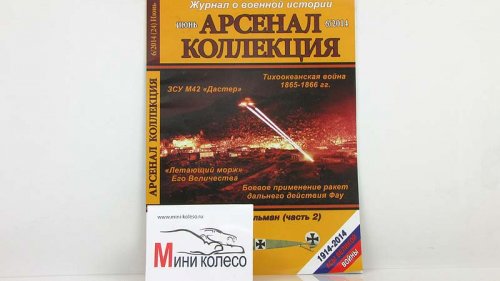 Журнал о военной истории
6/2014 (24) Июнь
АРСЕНАЛ КОЛЛЕКЦИЯ
ИЮНЬ
АРСЕНАЛ
6/2014
КОЛЛЕКЦИЯ
Тихоокеанская война
1865-1866 гг.
ЗСУ М42 «Дастер»
«Летающий морж»
Его Величества
Боевое применение ракет
дальнего действия Фау
льман (часть 2)
1914-2014
ВОЙНЫ
www.mini-koleso.ru
Мини колесо